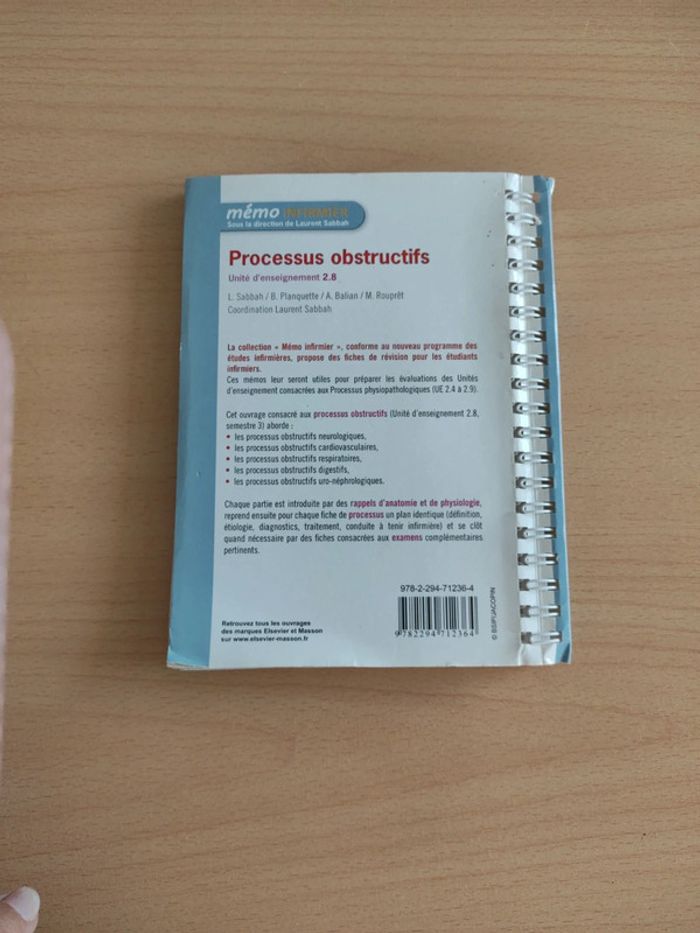 mémo INFIRMIER
Sous la direction de Laurent Sabbah
Processus obstructifs
Unité d'enseignement 2.8
L. Sabbah / B. Planquette / A. Balian / M. Rouprêt
Coordination Laurent Sabbah
La collection « Mémo infirmier », conforme au nouveau programme des
études infirmières, propose des fiches de révision pour les étudiants
infirmiers.
Ces mémos leur seront utiles pour préparer les évaluations des Unités
d'enseignement consacrées aux Processus physiopathologiques (UE 2.4 à 2.9).
Cet ouvrage consacré aux processus obstructifs (Unité d'enseignement 2.8,
semestre 3) aborde :
• les processus obstructifs neurologiques,
• les processus obstructifs cardiovasculaires,
• les processus obstructifs respiratoires,
• les processus obstructifs digestifs,
• les processus obstructifs uro-néphrologiques.
Chaque partie est introduite par des rappels d'anatomie et de physiologie,
reprend ensuite pour chaque fiche de processus un plan identique (définition,
étiologie, diagnostics, traitement, conduite à tenir infirmière) et se clôt
quand nécessaire par des fiches consacrées aux examens complémentaires
pertinents.
978-2-294-71236-4
9 782294 712364
© BSIP/JACOPIN
Retrouvez tous les ouvrages
des marques Elsevier et Masson
sur www.elsevier-masson.fr